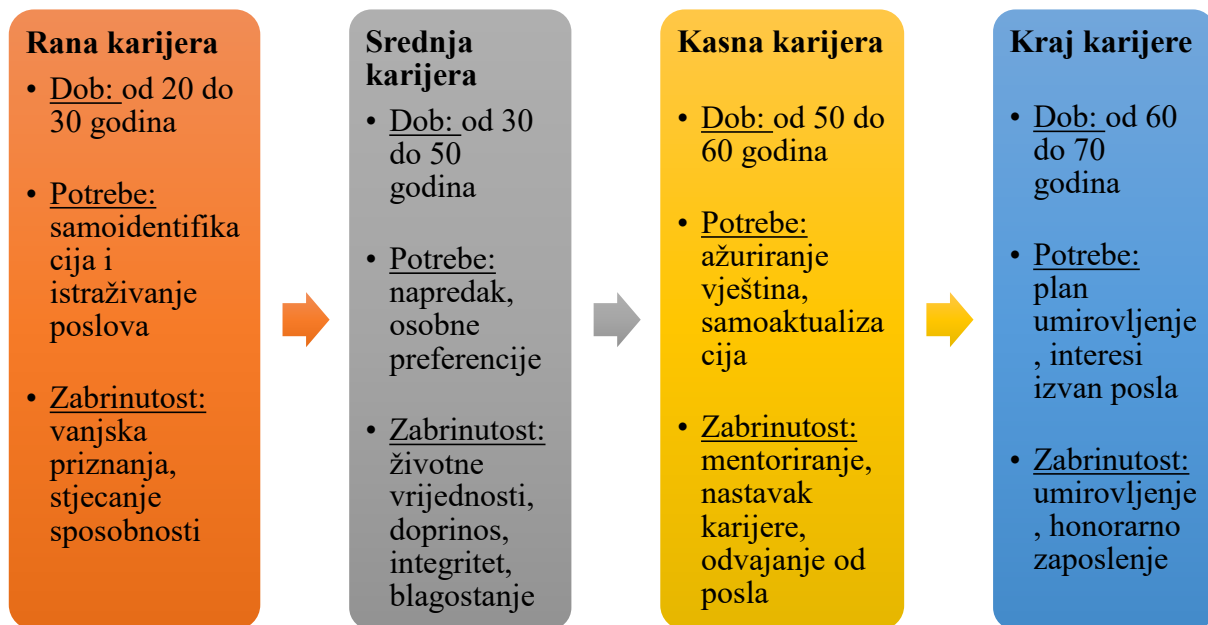 Rana karijera
• Dob: od 20 do
30 godina
• Potrebe:
samoidentifika
cija i
istraživanje
poslova
• Zabrinutost:
vanjska
priznanja,
stjecanje
sposobnosti
Srednja
karijera
• Dob: od 30
do 50
godina
• Potrebe:
napredak,
osobne
preferencije
• Zabrinutost:
životne
vrijednosti,
doprinos,
integritet,
blagostanje
Kasna karijera
• Dob: od 50 do
60 godina
• Potrebe:
ažuriranje
vještina,
samoaktualiza
cija
• Zabrinutost:
mentoriranje,
nastavak
karijere,
odvajanje od
posla
Kraj karijere
• Dob: od 60
do 70
godina
• Potrebe:
plan
umirovljenje
, interesi
izvan posla
• Zabrinutost:
umirovljenje
, honorarno
zaposlenje